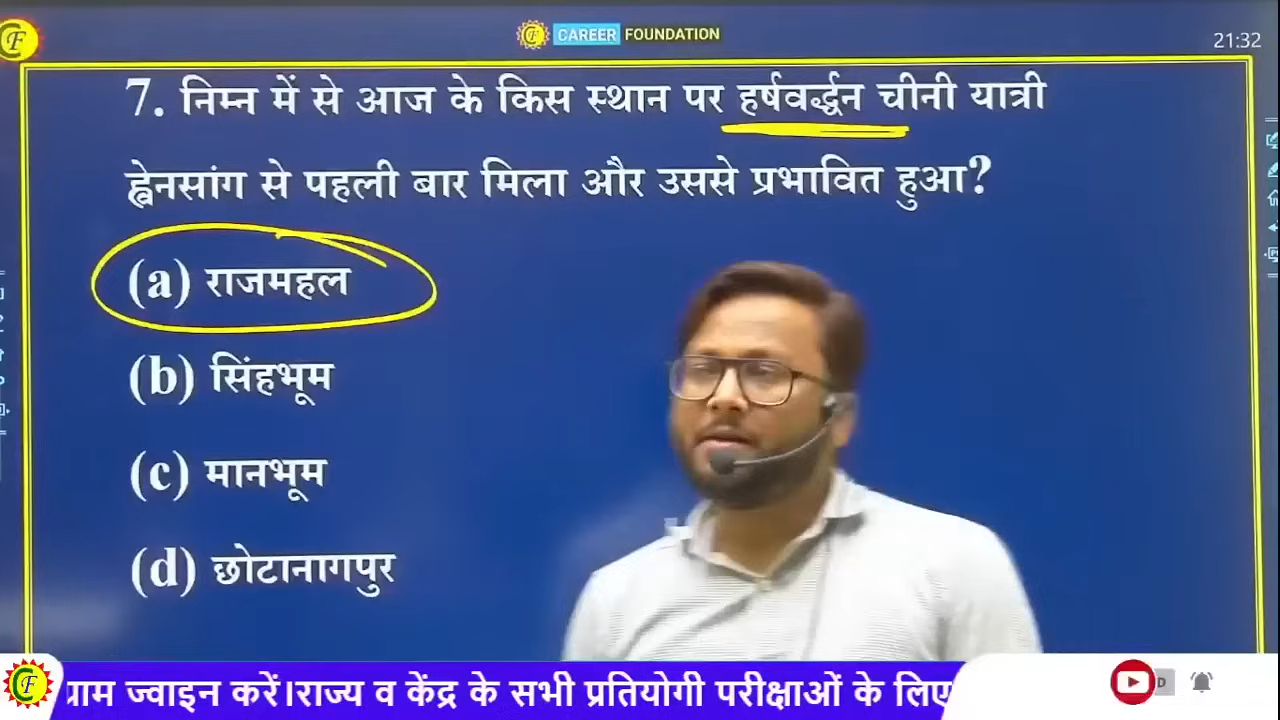 CAREER FOUNDATION
21:32
7. निम्न में से आज के किस स्थान पर हर्षवर्द्धन चीनी यात्री
ह्वेनसांग से पहली बार मिला और उससे प्रभावित हुआ?
(a) राजमहल
(b) सिंहभूम
(c) मानभूम
(d) छोटानागपुर
ग्राम ज्वाइन करें।राज्य व केंद्र के सभी प्रतियोगी परीक्षाओं के लिए